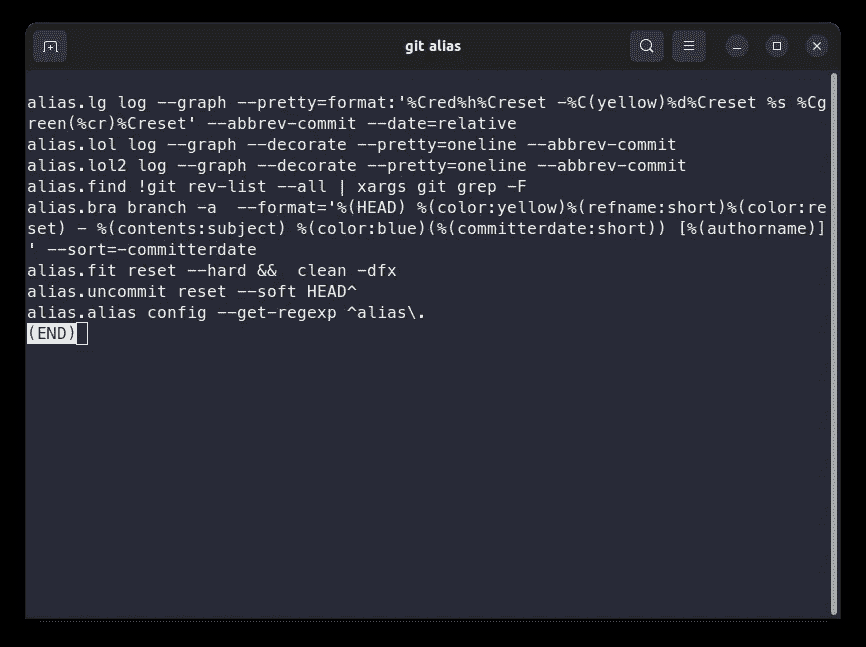 git alias
alias.lg log --graph --pretty=format:'%Cred%h%Creset -%C(yellow)%d%Creset %s %Cg
reen(%cr)%Creset' --abbrev-commit --date=relative
alias.lol log --graph --decorate --pretty=oneline --abbrev-commit
alias.lol2 log --graph --decorate --pretty=oneline --abbrev-commit
alias.find !git rev-list --all | xargs git grep -F
alias.bra branch -a  --format='%(HEAD) %(color:yellow)%(refname:short)%(color:re
set) - %(contents:subject) %(color:blue)(%(committerdate:short)) [%(authorname)]
' --sort=-committerdate
alias.fit reset --hard &&  clean -dfx
alias.uncommit reset --soft HEAD^
alias.alias config --get-regexp ^alias\.
(END)